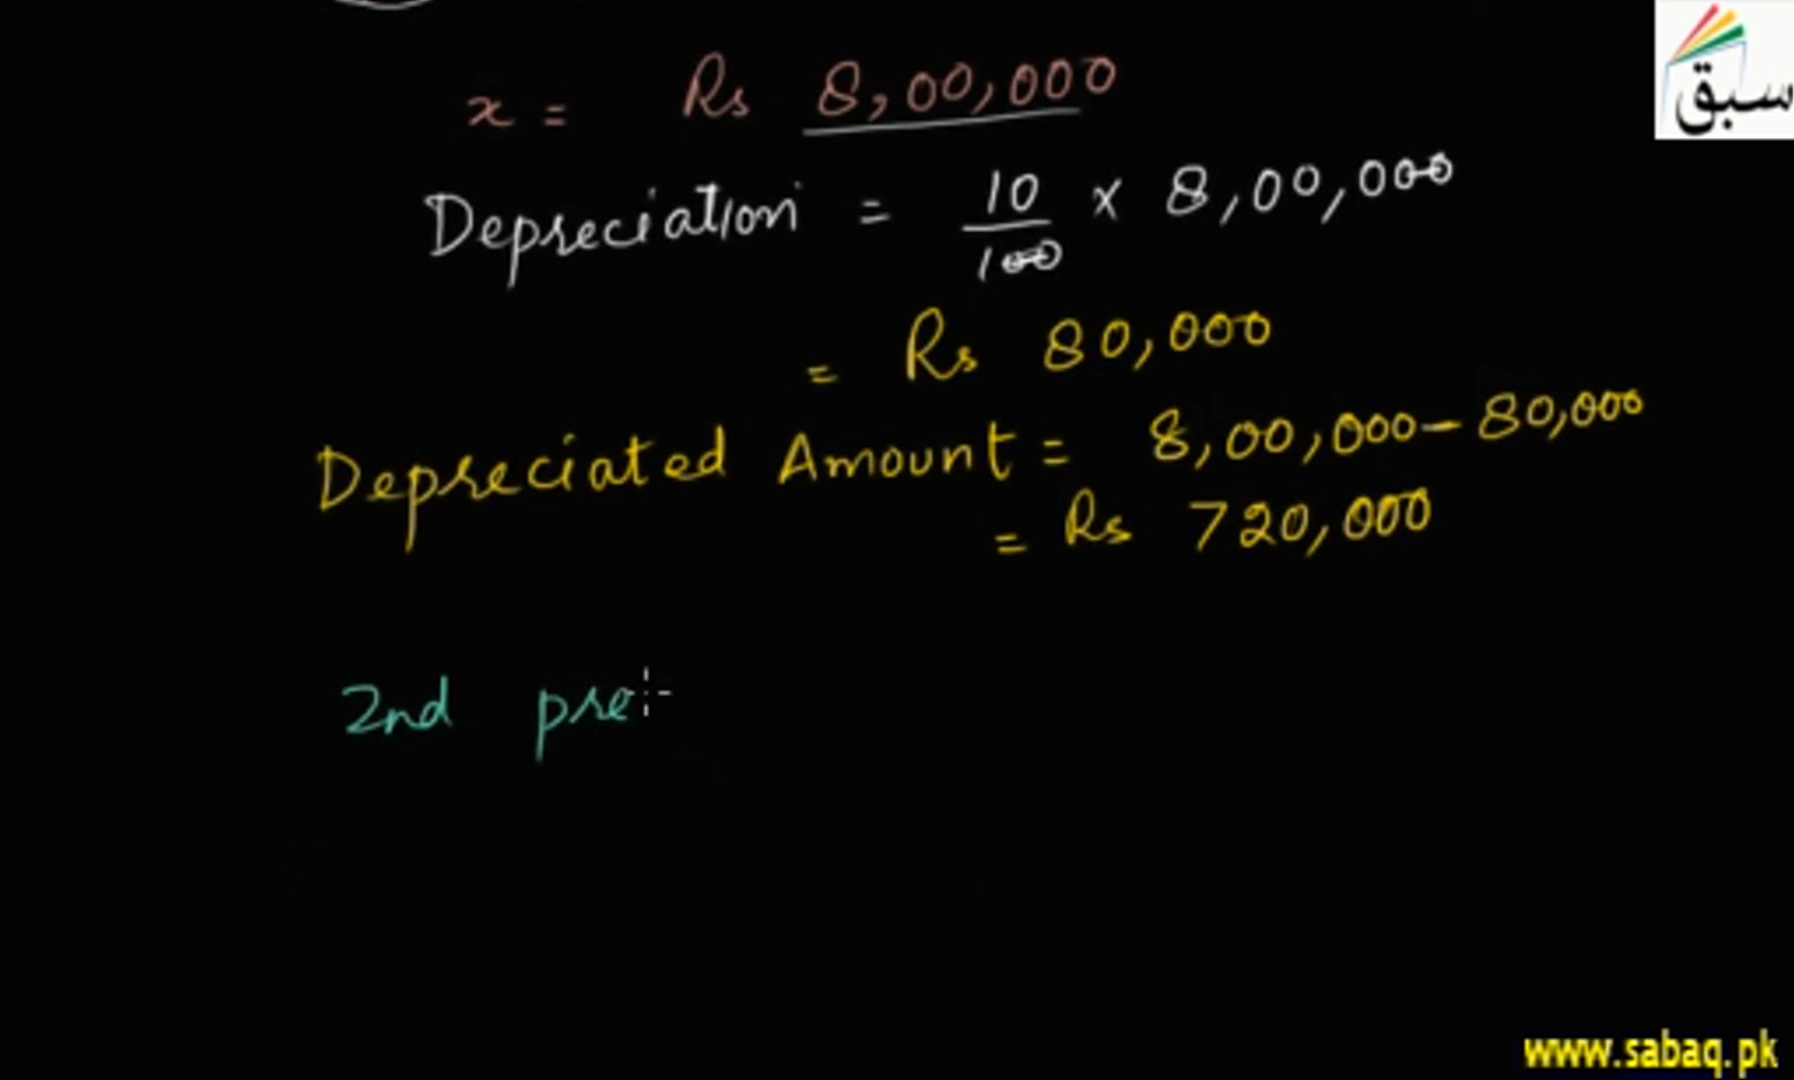 سبق
x = Rs 8,00,000
Depreciation = 10/100 x 8,00,000
= Rs 80,000
Depreciated Amount = 8,00,000-80,000
= Rs 720,000
2nd pre
www.sabaq.pk